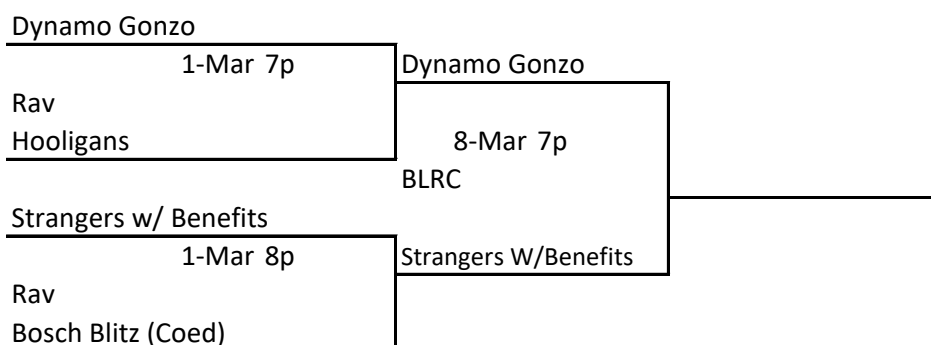 Dynamo Gonzo
1-Mar 7p
Rav
Hooligans
Dynamo Gonzo
8-Mar 7p
BLRC
Strangers W/Benefits
Strangers w/ Benefits
1-Mar 8p
Rav
Bosch Blitz (Coed)